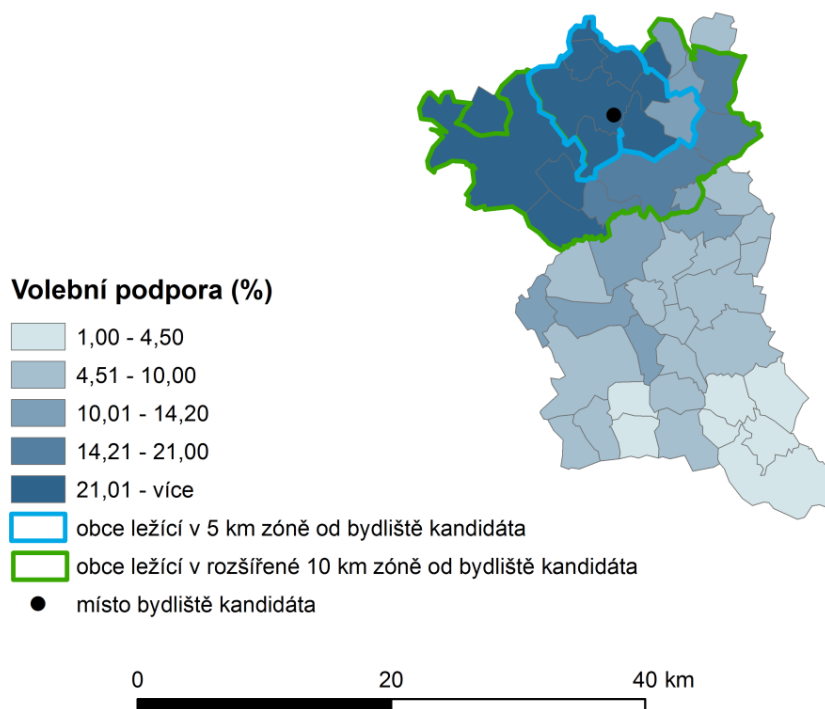 Volební podpora (%)
1,00 - 4,50
4,51 - 10,00
10,01 - 14,20
14,21 - 21,00
21,01 - více
obce ležící v 5 km zóně od bydliště kandidáta
obce ležící v rozšířené 10 km zóně od bydliště kandidáta
místo bydliště kandidáta
0 20 40 km